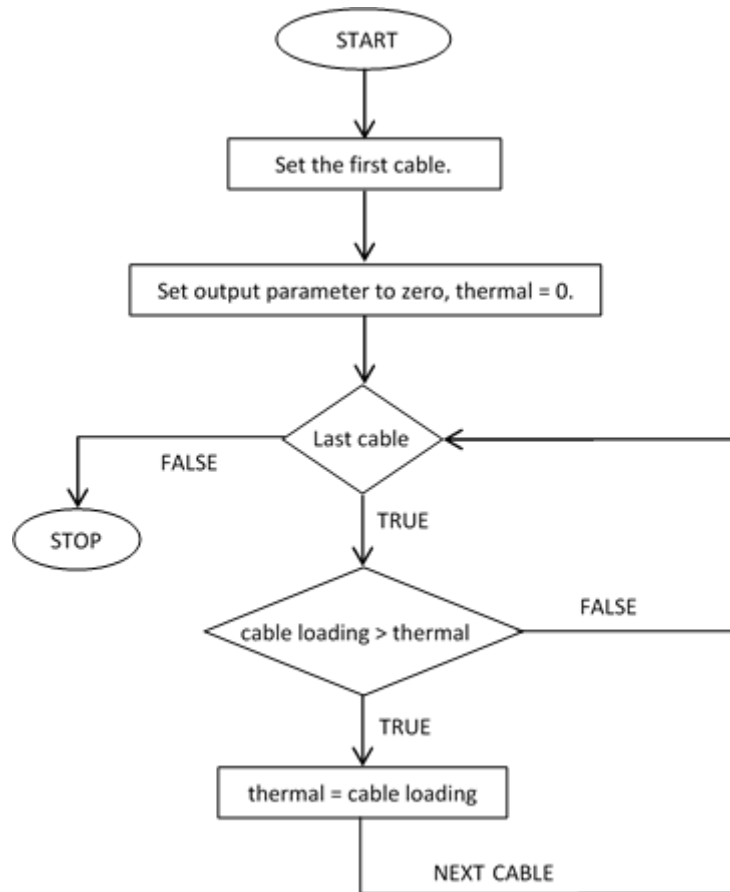 START
Set the first cable.
Set output parameter to zero, thermal = 0.
Last cable
FALSE
STOP
TRUE
cable loading > thermal
FALSE
TRUE
thermal = cable loading
NEXT CABLE